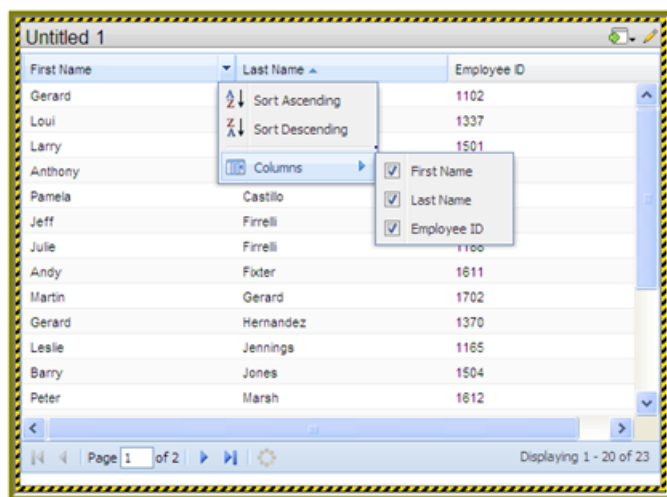 Untitled 1
First Name Last Name Employee ID
Gerard 1102
Loui 1337
Larry 1501
Anthony
Pamela Castillo
Jeff Firrelli
Julie Firrelli 1188
Andy Fixter 1611
Martin Gerard 1702
Gerard Hernandez 1370
Leslie Jennings 1165
Barry Jones 1504
Peter Marsh 1612
A Z Sort Ascending
Z A Sort Descending
Columns
First Name
Last Name
Employee ID
Page 1 of 2 Displaying 1 - 20 of 23